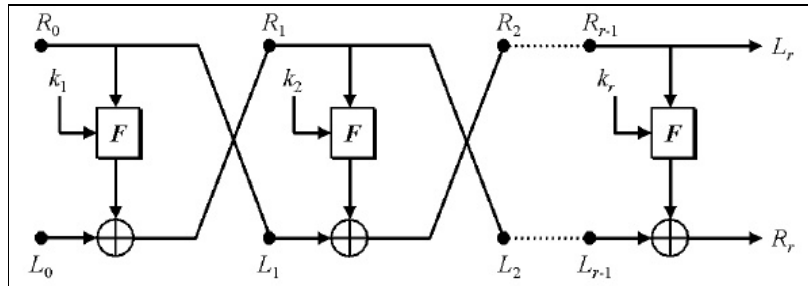 R₀ R₁ R₂ Rᵣ₋₁ Lᵣ
k₁ k₂ kᵣ
F F F
L₀ L₁ L₂ Lᵣ₋₁ Rᵣ